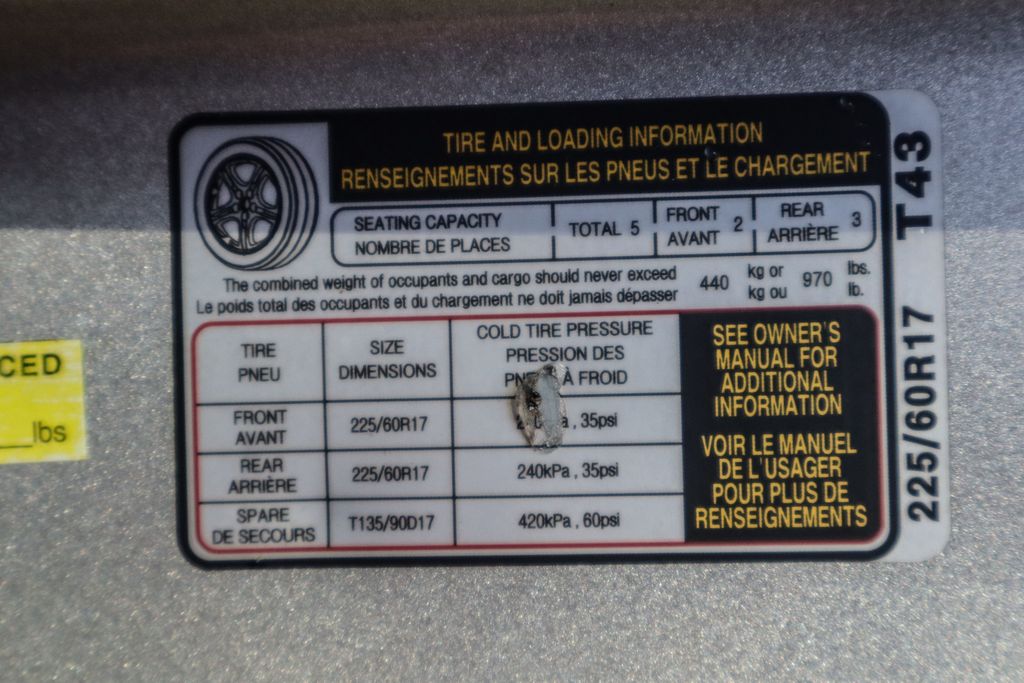 TIRE AND LOADING INFORMATION
RENSEIGNEMENTS SUR LES PNEUS ET LE CHARGEMENT
SEATING CAPACITY
NOMBRE DE PLACES
TOTAL 5
FRONT
AVANT 2
REAR
ARRIÈRE 3
The combined weight of occupants and cargo should never exceed
Le poids total des occupants et du chargement ne doit jamais dépasser
440 kg or
kg ou 970 lbs.
lb.
TIRE
PNEU
SIZE
DIMENSIONS
COLD TIRE PRESSURE
PRESSION DES
À FROID
FRONT
AVANT
225/60R17
, 35psi
REAR
ARRIÈRE
225/60R17
240kPa , 35psi
SPARE
DE SECOURS
T135/90D17
420kPa , 60psi
SEE OWNER'S
MANUAL FOR
ADDITIONAL
INFORMATION
VOIR LE MANUEL
DE L'USAGER
POUR PLUS DE
RENSEIGNEMENTS
225/60R17 T43
CED
lbs